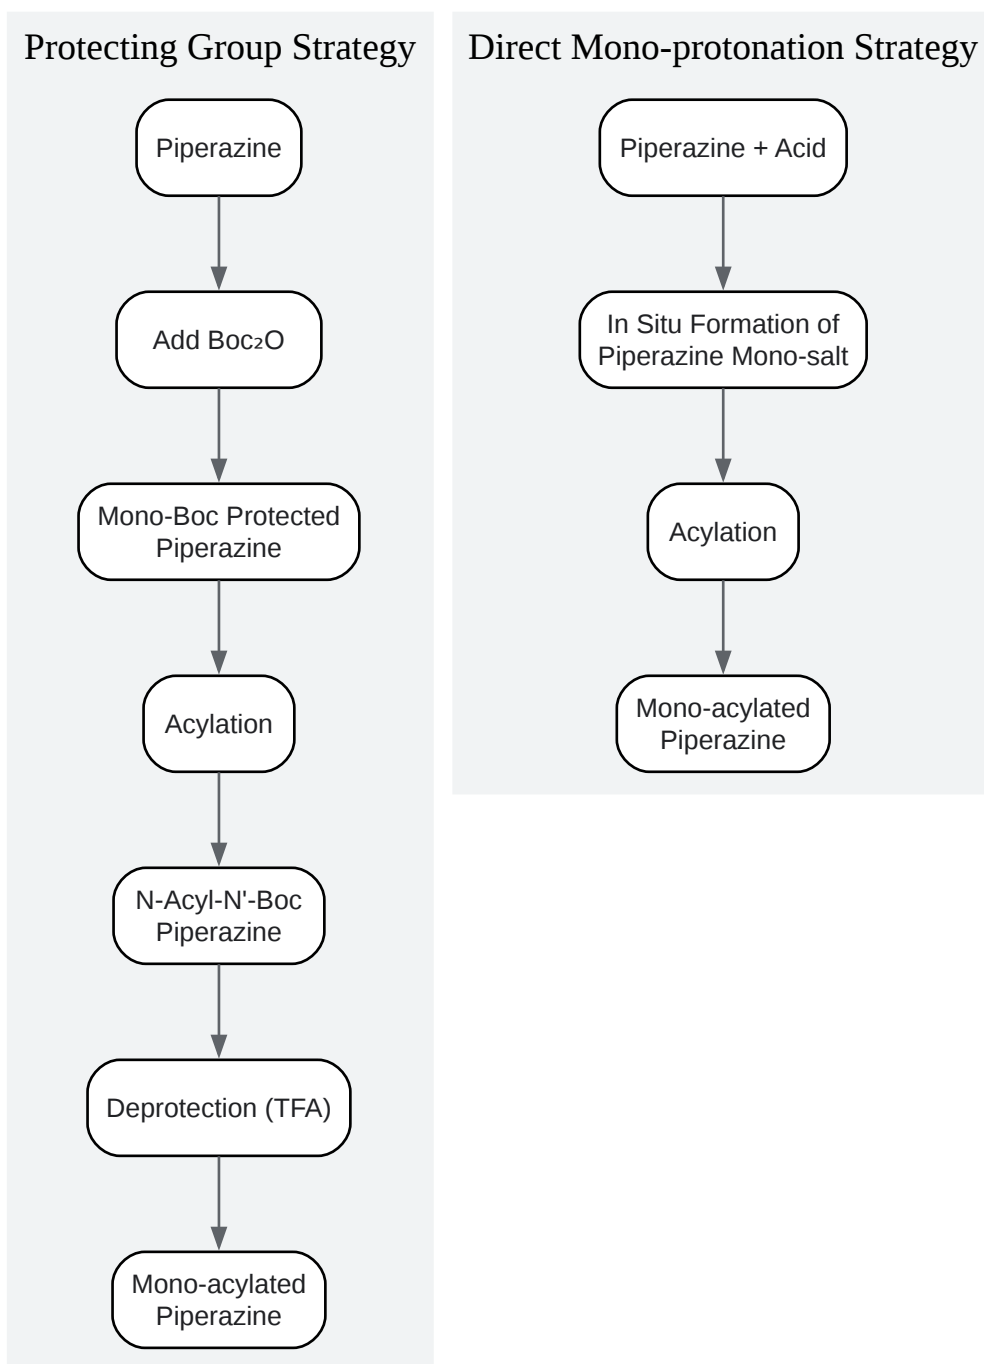 Protecting Group Strategy
Piperazine
Add Boc₂O
Mono-Boc Protected
Piperazine
Acylation
N-Acyl-N'-Boc
Piperazine
Deprotection (TFA)
Mono-acylated
Piperazine
Direct Mono-protonation Strategy
Piperazine + Acid
In Situ Formation of
Piperazine Mono-salt
Acylation
Mono-acylated
Piperazine